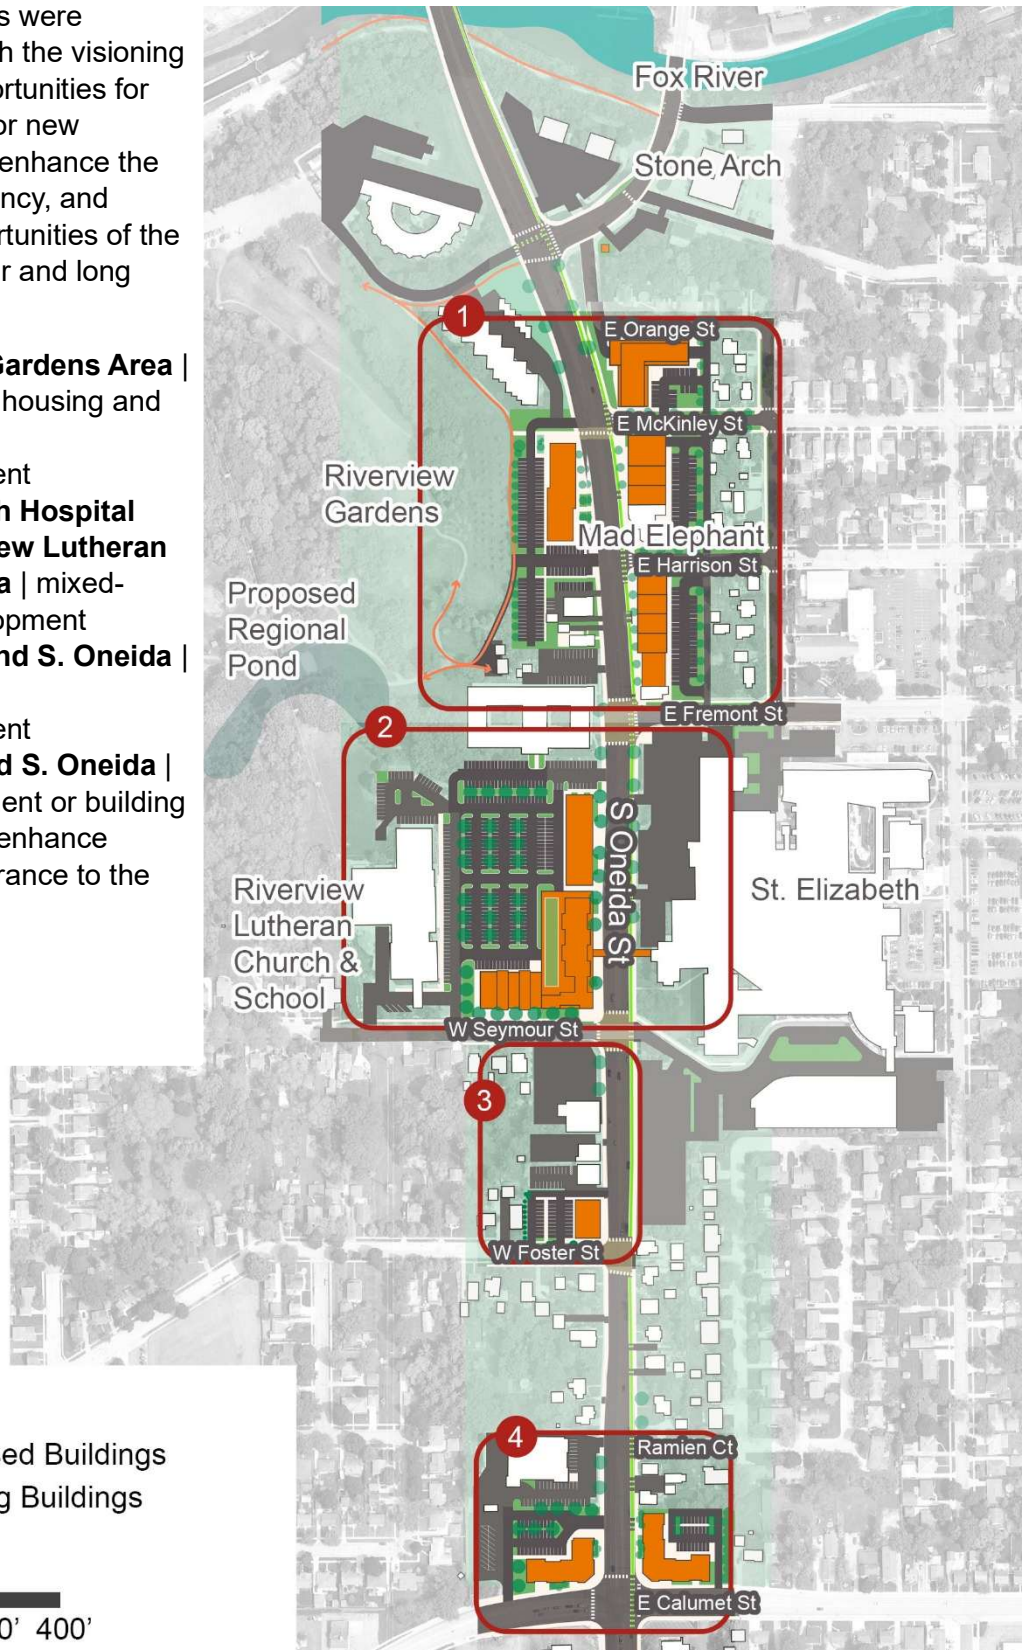 s were
h the visioning
ortunities for
or new
enhance the
ncy, and
rtunities of the
r and long
Gardens Area |
housing and
ent
h Hospital
ew Lutheran
a | mixed-
opment
nd S. Oneida |
ent
d S. Oneida |
ent or building
enhance
rance to the
Fox River
Stone Arch
1
E Orange St
E McKinley St
Riverview
Gardens
Mad Elephant
E Harrison St
Proposed
Regional
Pond
E Fremont St
2
S Oneida St
St. Elizabeth
Riverview
Lutheran
Church &
School
W Seymour St
3
W Foster St
4
Ramien Ct
E Calumet St
ed Buildings
g Buildings
0' 400'